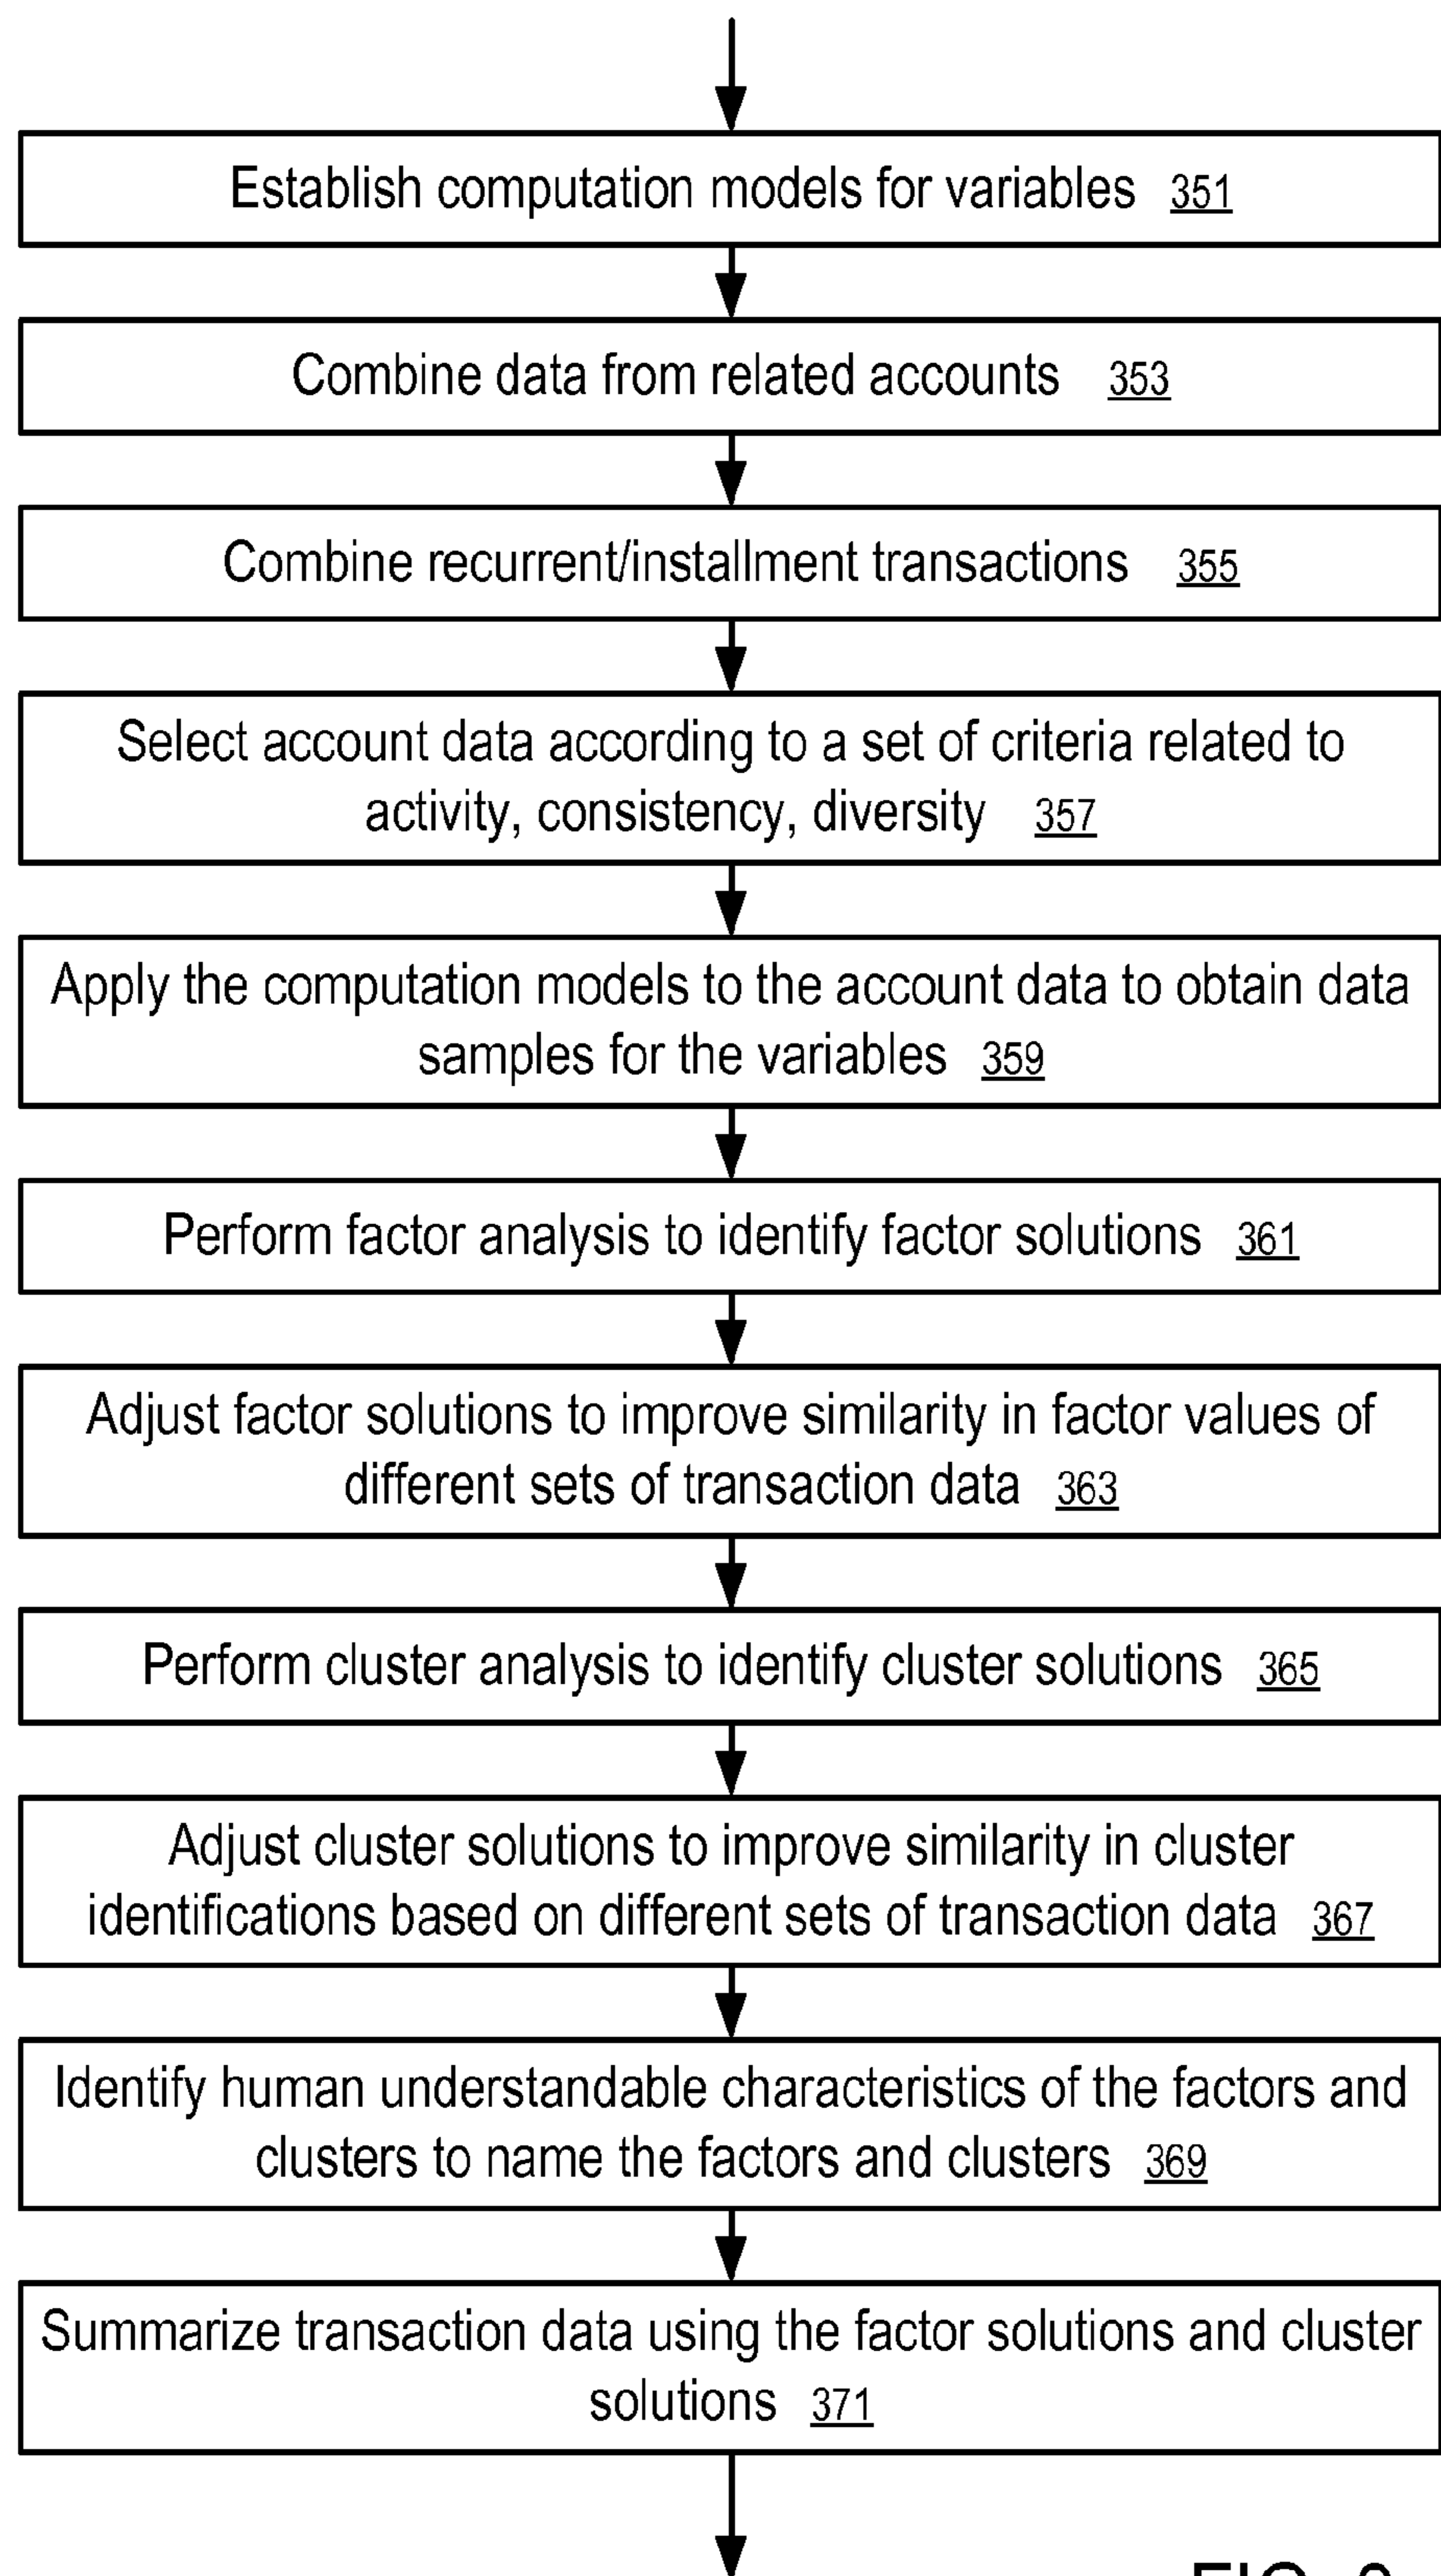 Establish computation models for variables 351
Combine data from related accounts 353
Combine recurrent/installment transactions 355
Select account data according to a set of criteria related to
activity, consistency, diversity 357
Apply the computation models to the account data to obtain data
samples for the variables 359
Perform factor analysis to identify factor solutions 361
Adjust factor solutions to improve similarity in factor values of
different sets of transaction data 363
Perform cluster analysis to identify cluster solutions 365
Adjust cluster solutions to improve similarity in cluster
identifications based on different sets of transaction data 367
Identify human understandable characteristics of the factors and
clusters to name the factors and clusters 369
Summarize transaction data using the factor solutions and cluster
solutions 371